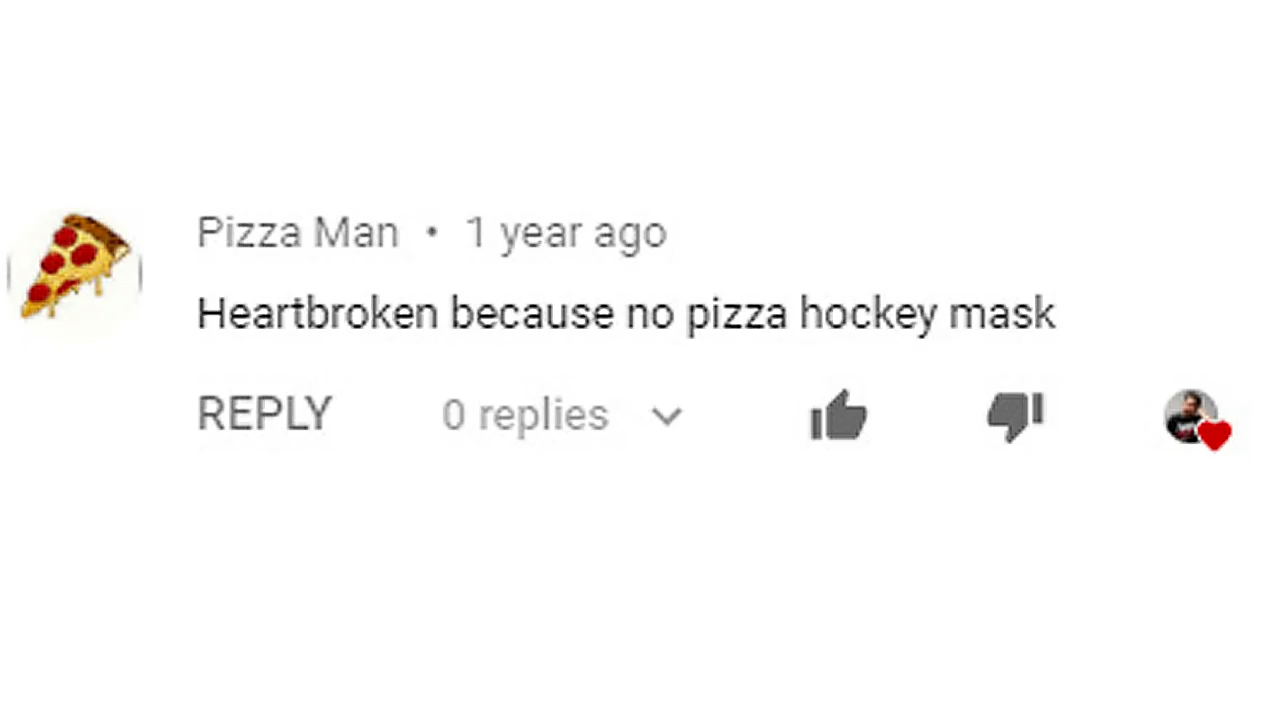 Pizza Man • 1 year ago
Heartbroken because no pizza hockey mask
REPLY 0 replies